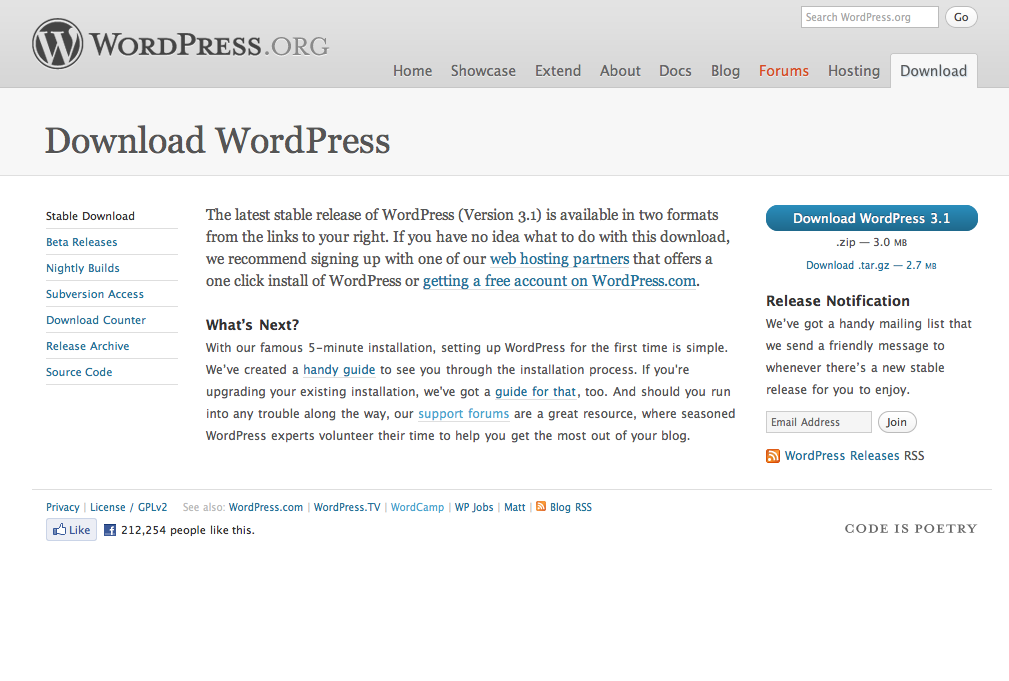 WORDPRESS.ORG
Search WordPress.org Go
Home Showcase Extend About Docs Blog Forums Hosting Download
Download WordPress
Stable Download
Beta Releases
Nightly Builds
Subversion Access
Download Counter
Release Archive
Source Code
The latest stable release of WordPress (Version 3.1) is available in two formats
from the links to your right. If you have no idea what to do with this download,
we recommend signing up with one of our web hosting partners that offers a
one click install of WordPress or getting a free account on WordPress.com.
What's Next?
With our famous 5-minute installation, setting up WordPress for the first time is simple.
We've created a handy guide to see you through the installation process. If you're
upgrading your existing installation, we've got a guide for that, too. And should you run
into any trouble along the way, our support forums are a great resource, where seasoned
WordPress experts volunteer their time to help you get the most out of your blog.
Download WordPress 3.1
.zip — 3.0 MB
Download .tar.gz — 2.7 MB
Release Notification
We've got a handy mailing list that
we send a friendly message to
whenever there's a new stable
release for you to enjoy.
Email Address Join
WordPress Releases RSS
Privacy | License / GPLv2 See also: WordPress.com | WordPress.TV | WordCamp | WP Jobs | Matt | Blog RSS
Like 212,254 people like this.
CODE IS POETRY